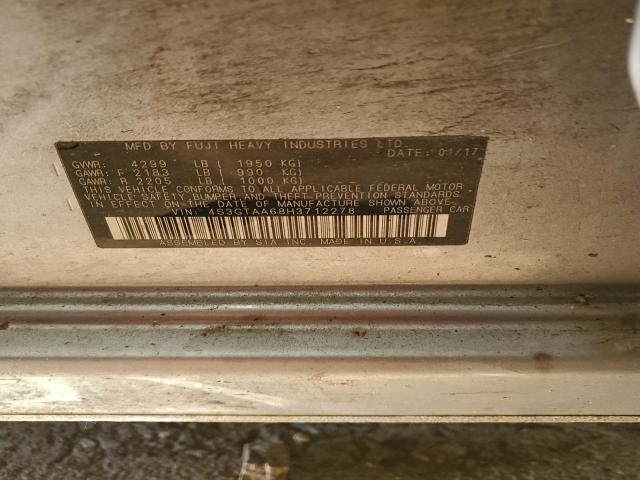 MFD BY FUJI HEAVY INDUSTRIES LTD.
DATE: 01/17
GVWR: 4299 LB ( 1950 KG)
GAWR: F 2183 LB ( 990 KG)
GAWR: R 2205 LB ( 1000 KG)
THIS VEHICLE CONFORMS TO ALL APPLICABLE FEDERAL MOTOR
VEHICLE SAFETY BUMPER AND THEFT PREVENTION STANDARDS
IN EFFECT ON THE DATE OF MANUFACTURE SHOWN ABOVE
VIN: 4S3GTAA68H3712278 PASSENGER CAR
ASSEMBLED BY SIA INC. MADE IN U.S.A.